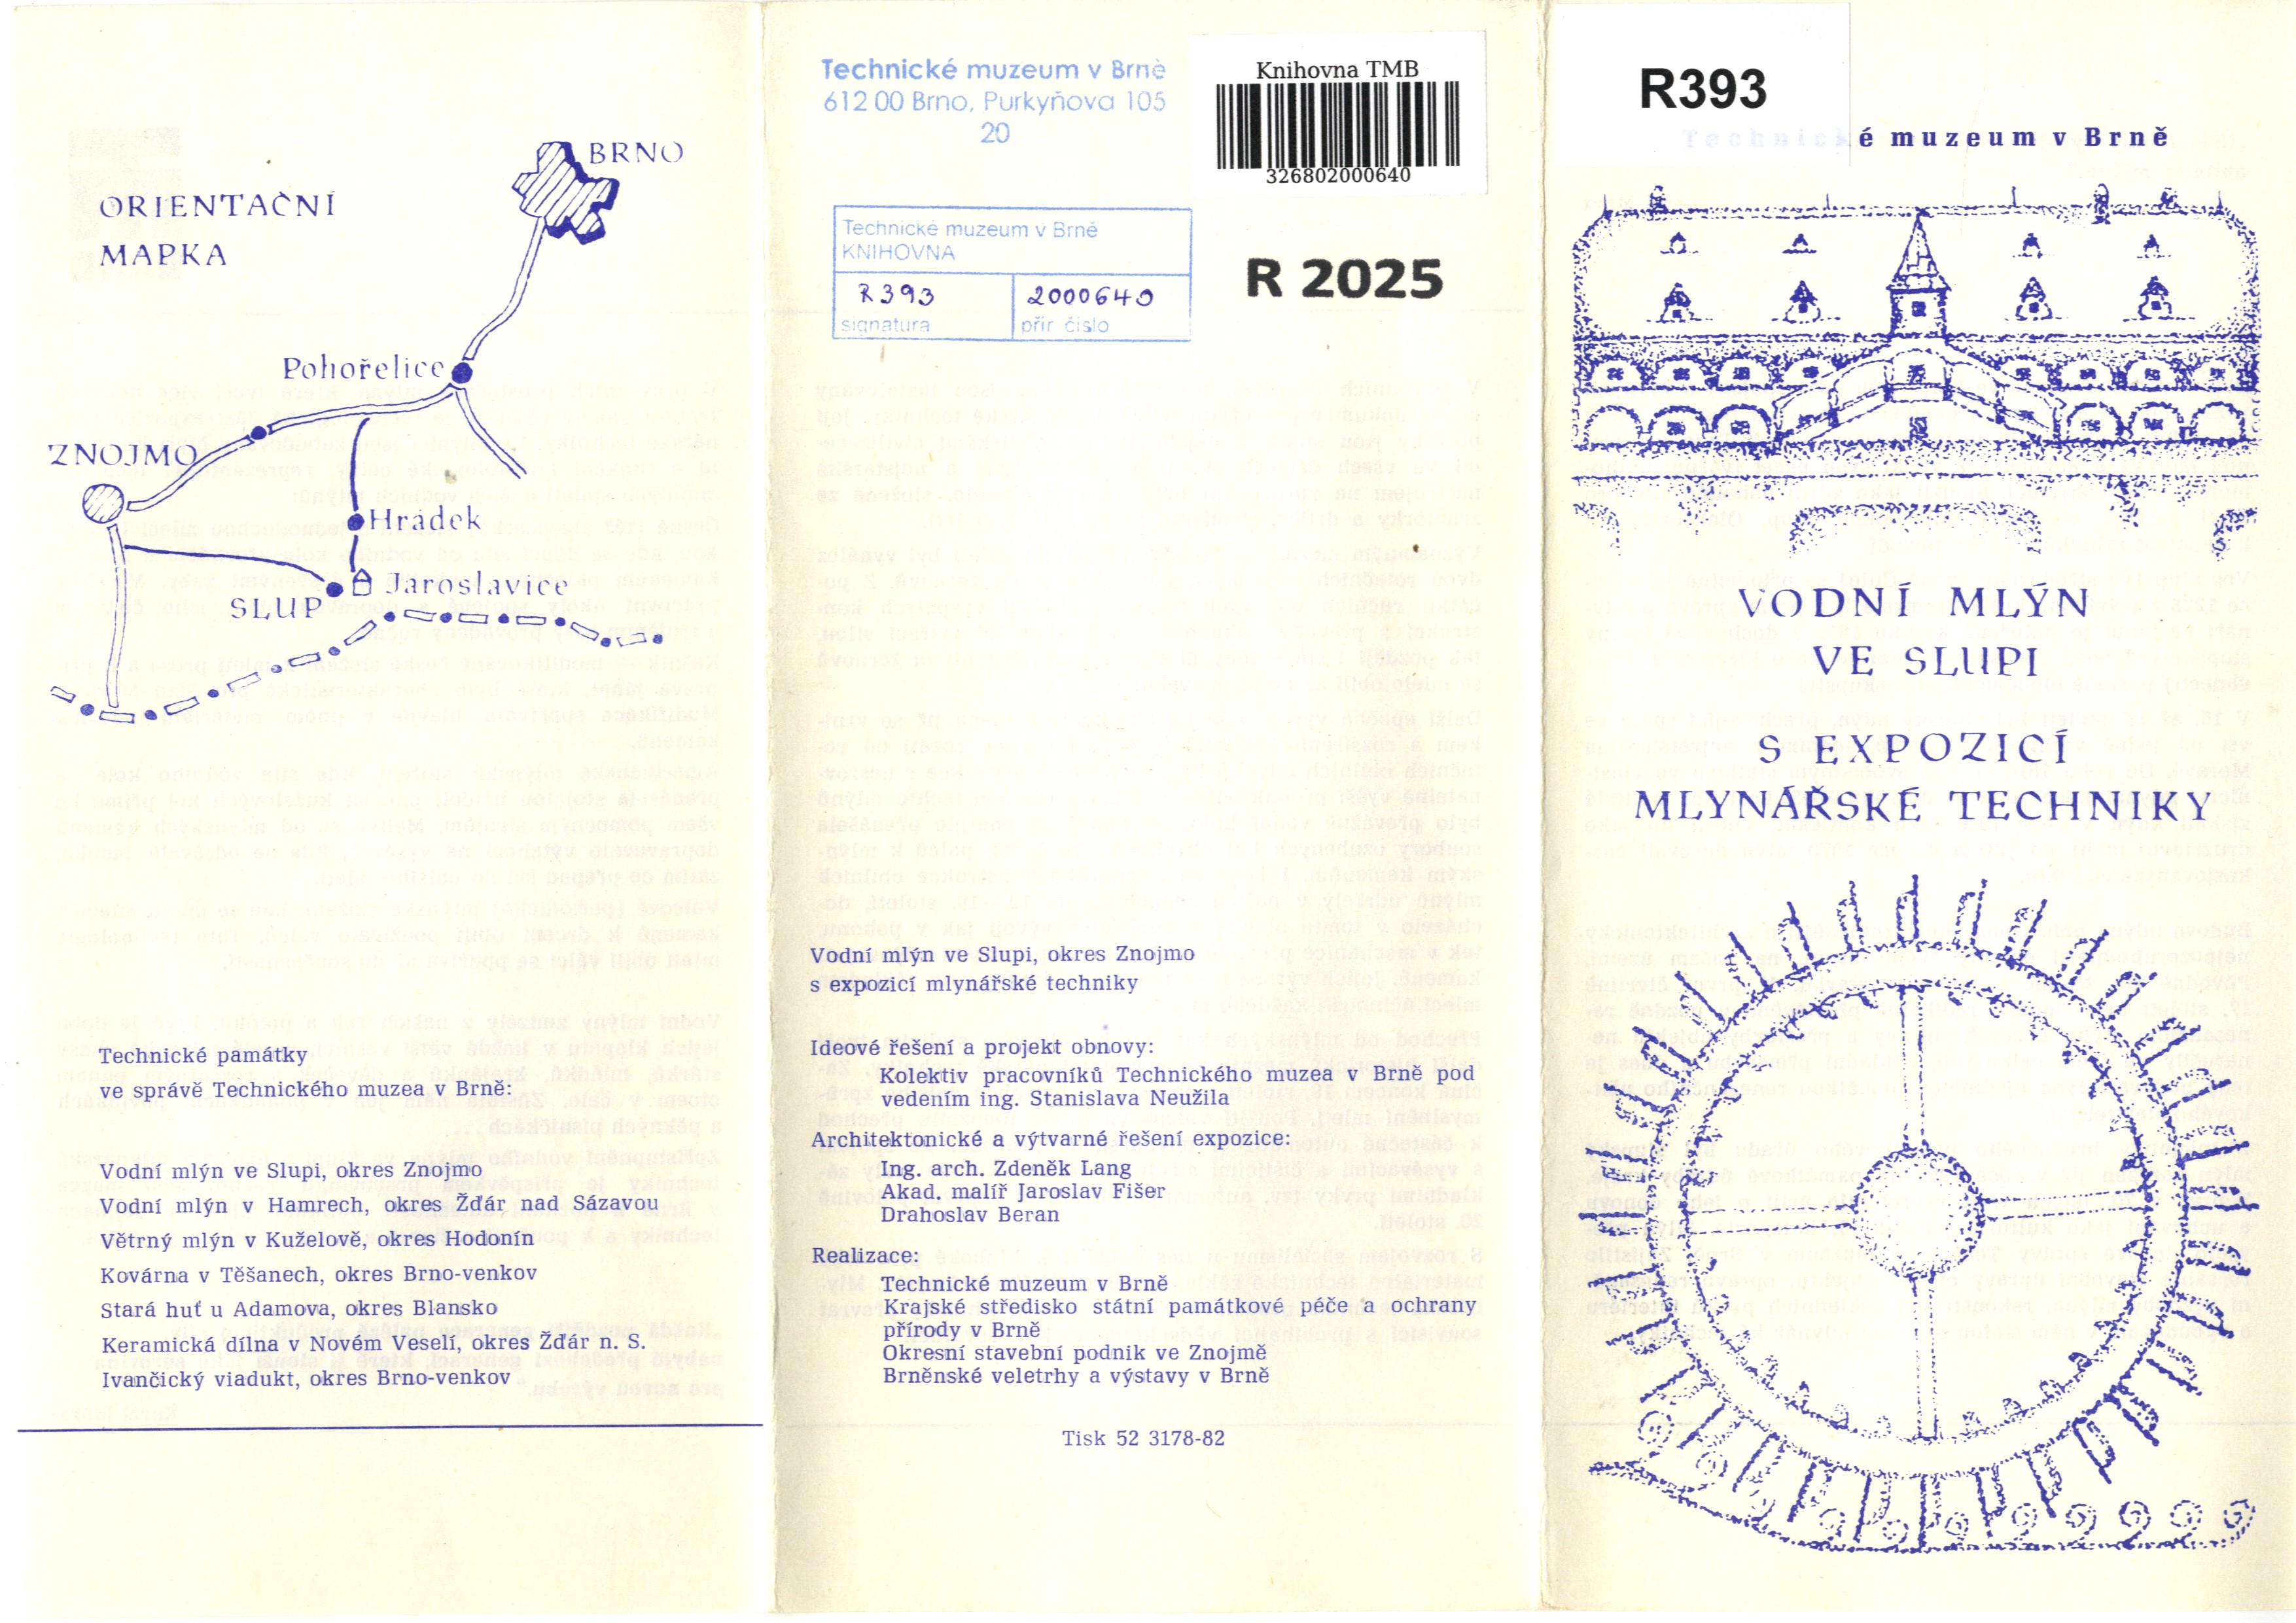 ORIENTAČNÍ
MAPKA
BRNO
Pohořelice
ZNOJMO
Hrádek
Jaroslavice
SLUP
Technické památky
ve správě Technického muzea v Brně:
Vodní mlýn ve Slupi, okres Znojmo
Vodní mlýn v Hamrech, okres Žďár nad Sázavou
Větrný mlýn v Kuželově, okres Hodonín
Kovárna v Těšanech, okres Brno-venkov
Stará huť u Adamova, okres Blansko
Keramická dílna v Novém Veselí, okres Žďár n. S.
Ivančický viadukt, okres Brno-venkov
Technické muzeum v Brně
612 00 Brno, Purkyňova 105
20
Knihovna TMB
326802000640
Technické muzeum v Brně
KNIHOVNA
R393
2000640
signatura
přír číslo
R 2025
Vodní mlýn ve Slupi, okres Znojmo
s expozicí mlynářské techniky
Ideové řešení a projekt obnovy:
Kolektiv pracovníků Technického muzea v Brně pod
vedením ing. Stanislava Neužila
Architektonické a výtvarné řešení expozice:
Ing. arch. Zdeněk Lang
Akad. malíř Jaroslav Fišer
Drahoslav Beran
Realizace:
Technické muzeum v Brně
Krajské středisko státní památkové péče a ochrany
přírody v Brně
Okresní stavební podnik ve Znojmě
Brněnské veletrhy a výstavy v Brně
Tisk 52 3178-82
R393
Technické muzeum v Brně
VODNÍ MLÝN
VE SLUPI
S EXPOZICÍ
MLYNÁŘSKÉ TECHNIKY